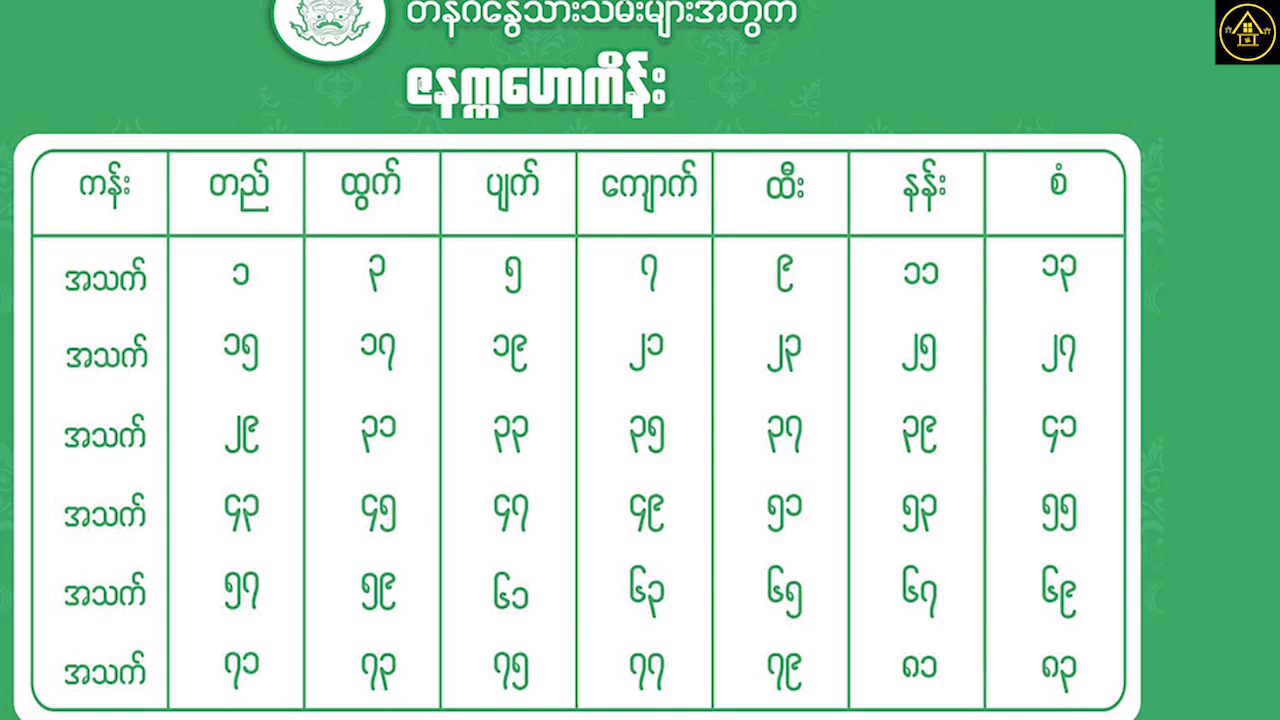 တနင်္ဂနွေသားသမီးများအတွက်
ဇနက္ကဟောကိန်း
ကန်း တည် ထွက် ပျက် ကျောက် ထီး နန်း စံ
အသက် ၁ ၃ ၅ ၇ ၉ ၁၁ ၁၃
အသက် ၁၅ ၁၇ ၁၉ ၂၁ ၂၃ ၂၅ ၂၇
အသက် ၂၉ ၃၁ ၃၃ ၃၅ ၃၇ ၃၉ ၄၁
အသက် ၄၃ ၄၅ ၄၇ ၄၉ ၅၁ ၅၃ ၅၅
အသက် ၅၇ ၅၉ ၆၁ ၆၃ ၆၅ ၆၇ ၆၉
အသက် ၇၁ ၇၃ ၇၅ ၇၇ ၇၉ ၈၁ ၈၃